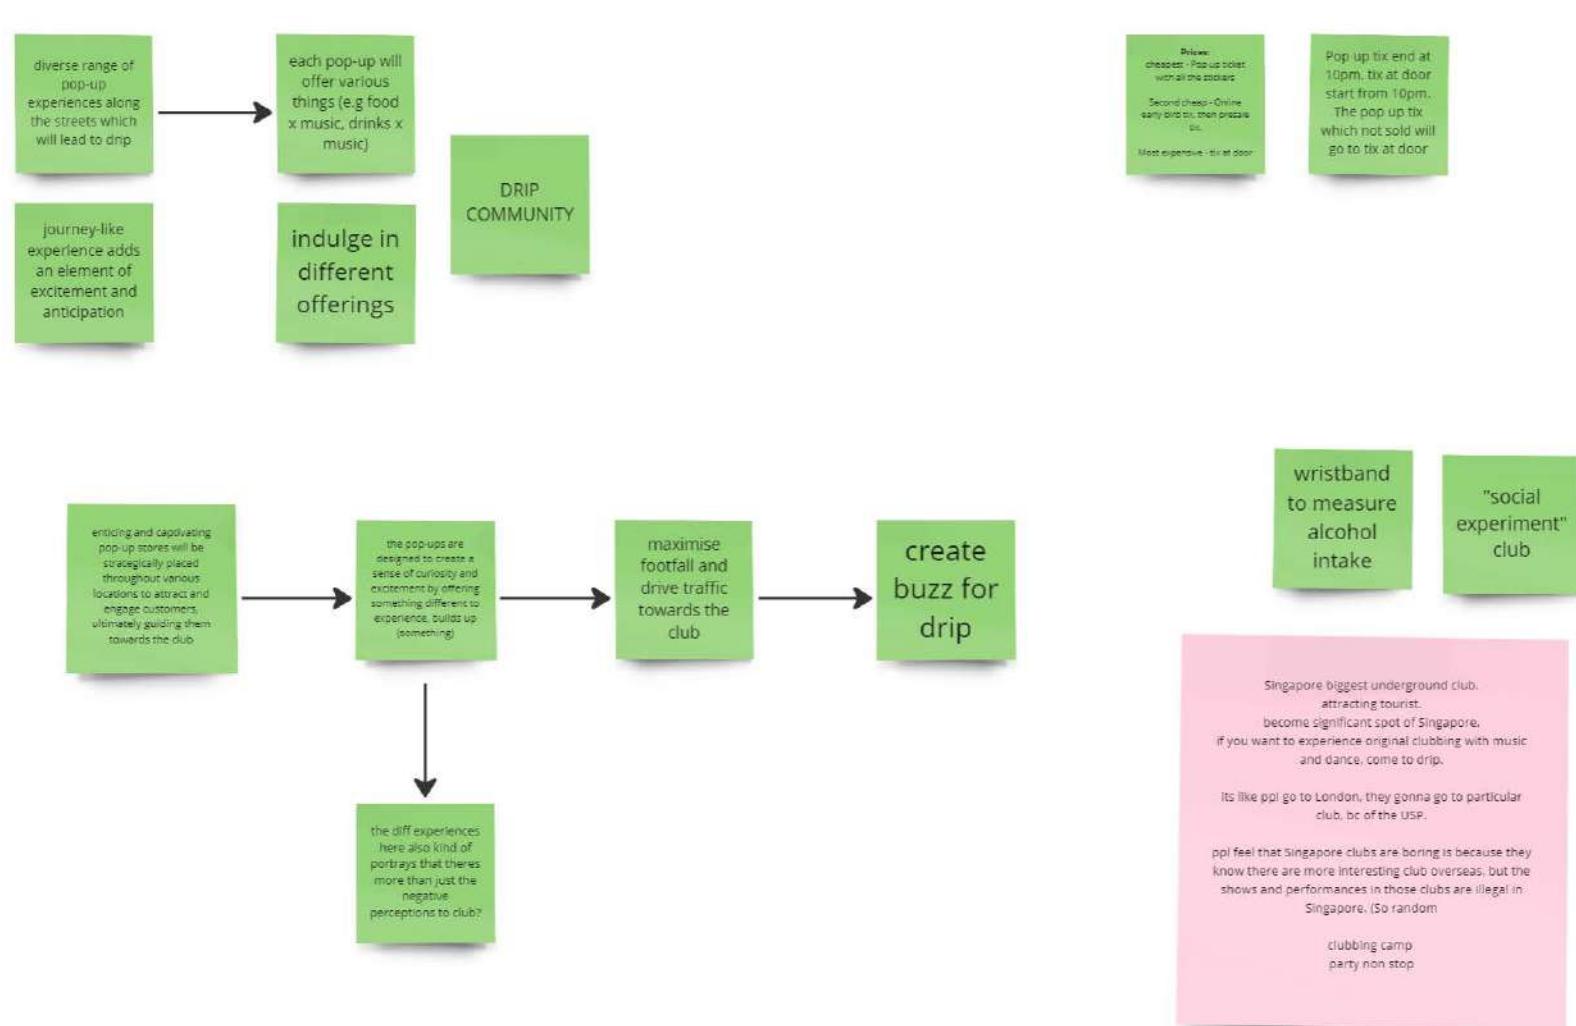 diverse range of
pop-up
experiences along
the streets which
will lead to drip
each pop-up will
offer various
things (e.g food
x music, drinks x
music)
DRIP
COMMUNITY
journey-like
experience adds
an element of
excitement and
anticipation
indulge in
different
offerings
Prices:
cheapest - Pop up ticket
with all the stickers
Second cheap - Online
early bird tix, then presale
tix.
Most expensive - tix at door
Pop up tix end at
10pm, tix at door
start from 10pm.
The pop up tix
which not sold will
go to tix at door
enticing and captivating
pop-up stores will be
strategically placed
throughout various
locations to attract and
engage customers,
ultimately guiding them
towards the club
the pop-ups are
designed to create a
sense of curiosity and
excitement by offering
something different to
experience, builds up
(something)
maximise
footfall and
drive traffic
towards the
club
create
buzz for
drip
the diff experiences
here also kind of
portrays that theres
more than just the
negative
perceptions to club?
wristband
to measure
alcohol
intake
"social
experiment"
club
Singapore biggest underground club.
attracting tourist.
become significant spot of Singapore.
if you want to experience original clubbing with music
and dance, come to drip.
its like ppl go to London, they gonna go to particular
club, bc of the USP.
ppl feel that Singapore clubs are boring is because they
know there are more interesting club overseas, but the
shows and performances in those clubs are illegal in
Singapore. (So random
clubbing camp
party non stop